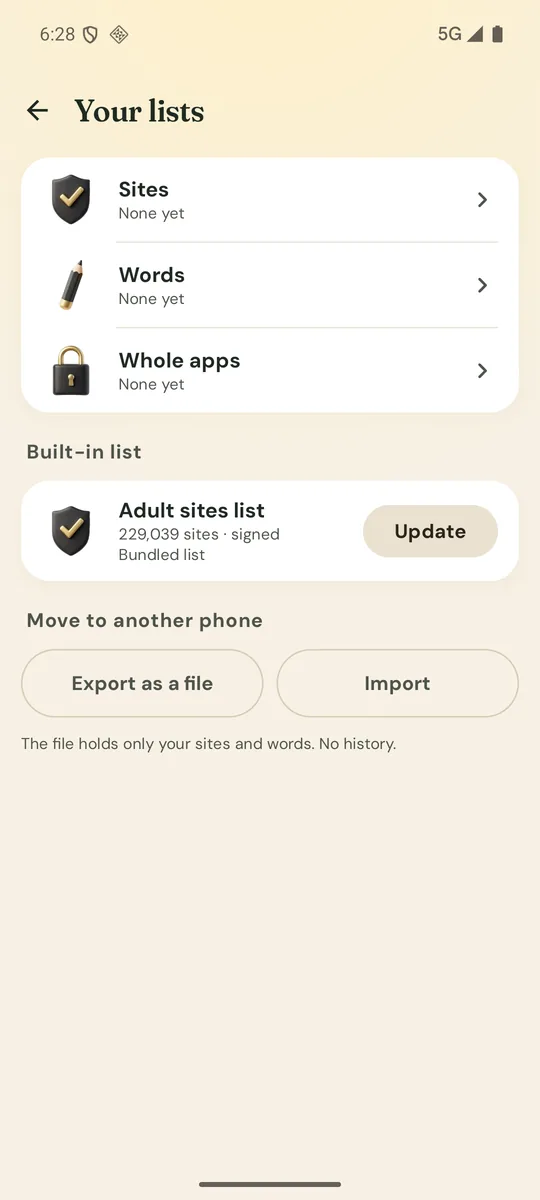 6:28
5G
Your lists
Sites
None yet
Words
None yet
Whole apps
None yet
Built-in list
Adult sites list
229,039 sites · signed
Bundled list
Update
Move to another phone
Export as a file
Import
The file holds only your sites and words. No history.